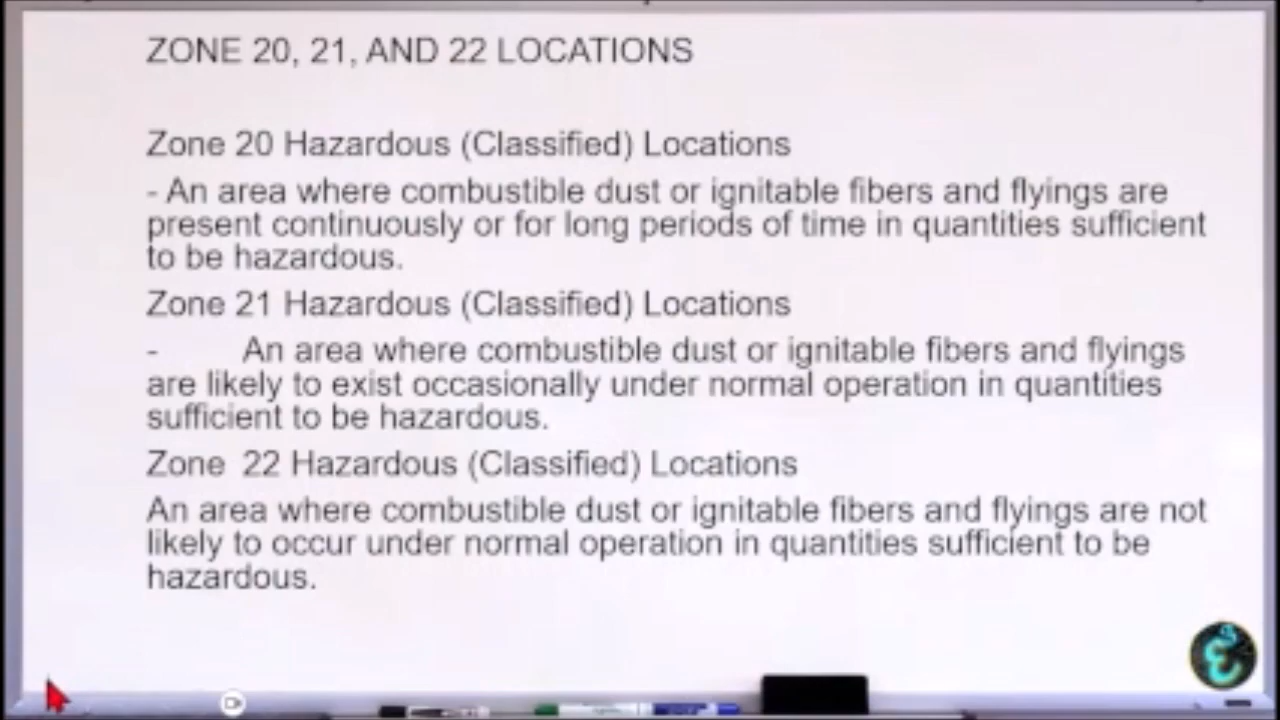 ZONE 20, 21, AND 22 LOCATIONS
Zone 20 Hazardous (Classified) Locations
- An area where combustible dust or ignitable fibers and flyings are
present continuously or for long periods of time in quantities sufficient
to be hazardous.
Zone 21 Hazardous (Classified) Locations
- An area where combustible dust or ignitable fibers and flyings
are likely to exist occasionally under normal operation in quantities
sufficient to be hazardous.
Zone 22 Hazardous (Classified) Locations
An area where combustible dust or ignitable fibers and flyings are not
likely to occur under normal operation in quantities sufficient to be
hazardous.